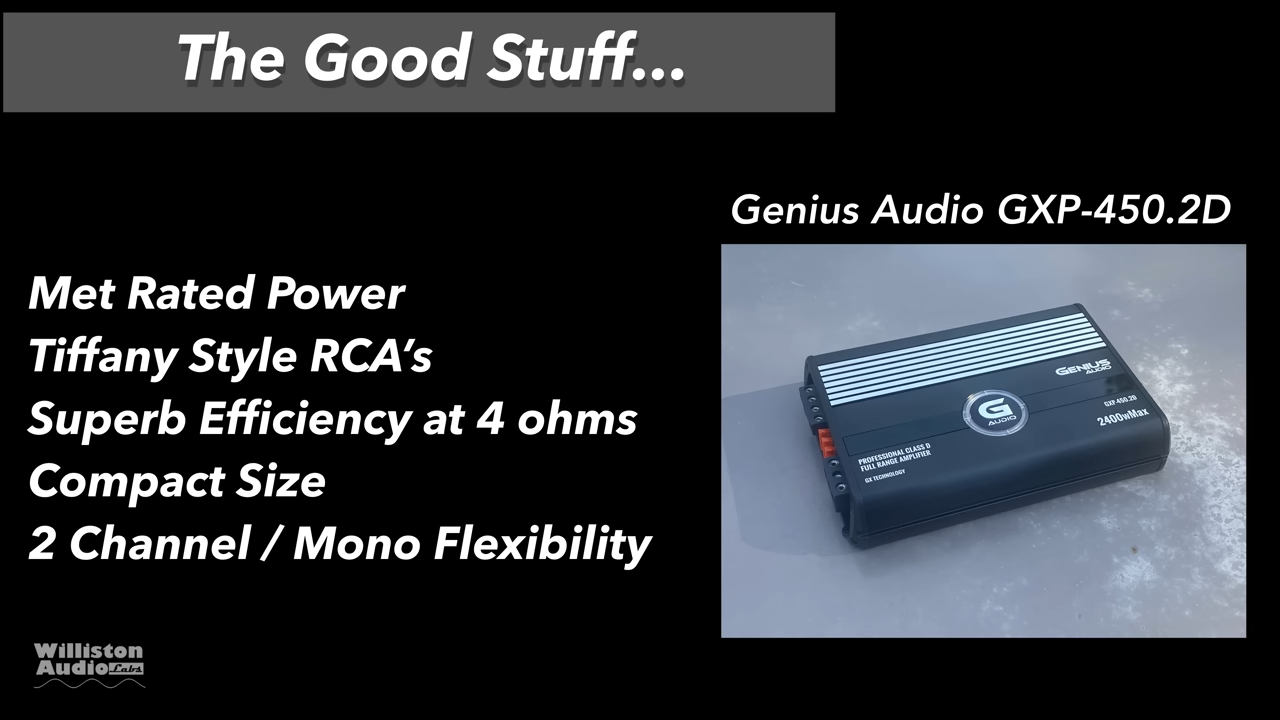 The Good Stuff...
Genius Audio GXP-450.2D
Met Rated Power
Tiffany Style RCA’s
Superb Efficiency at 4 ohms
Compact Size
2 Channel / Mono Flexibility
GENIUS
AUDIO
G
AUDIO
GXP-450.2D
2400wMax
PROFESSIONAL CLASS D
FULL RANGE AMPLIFIER
GX TECHNOLOGY
Williston
Audio Labs